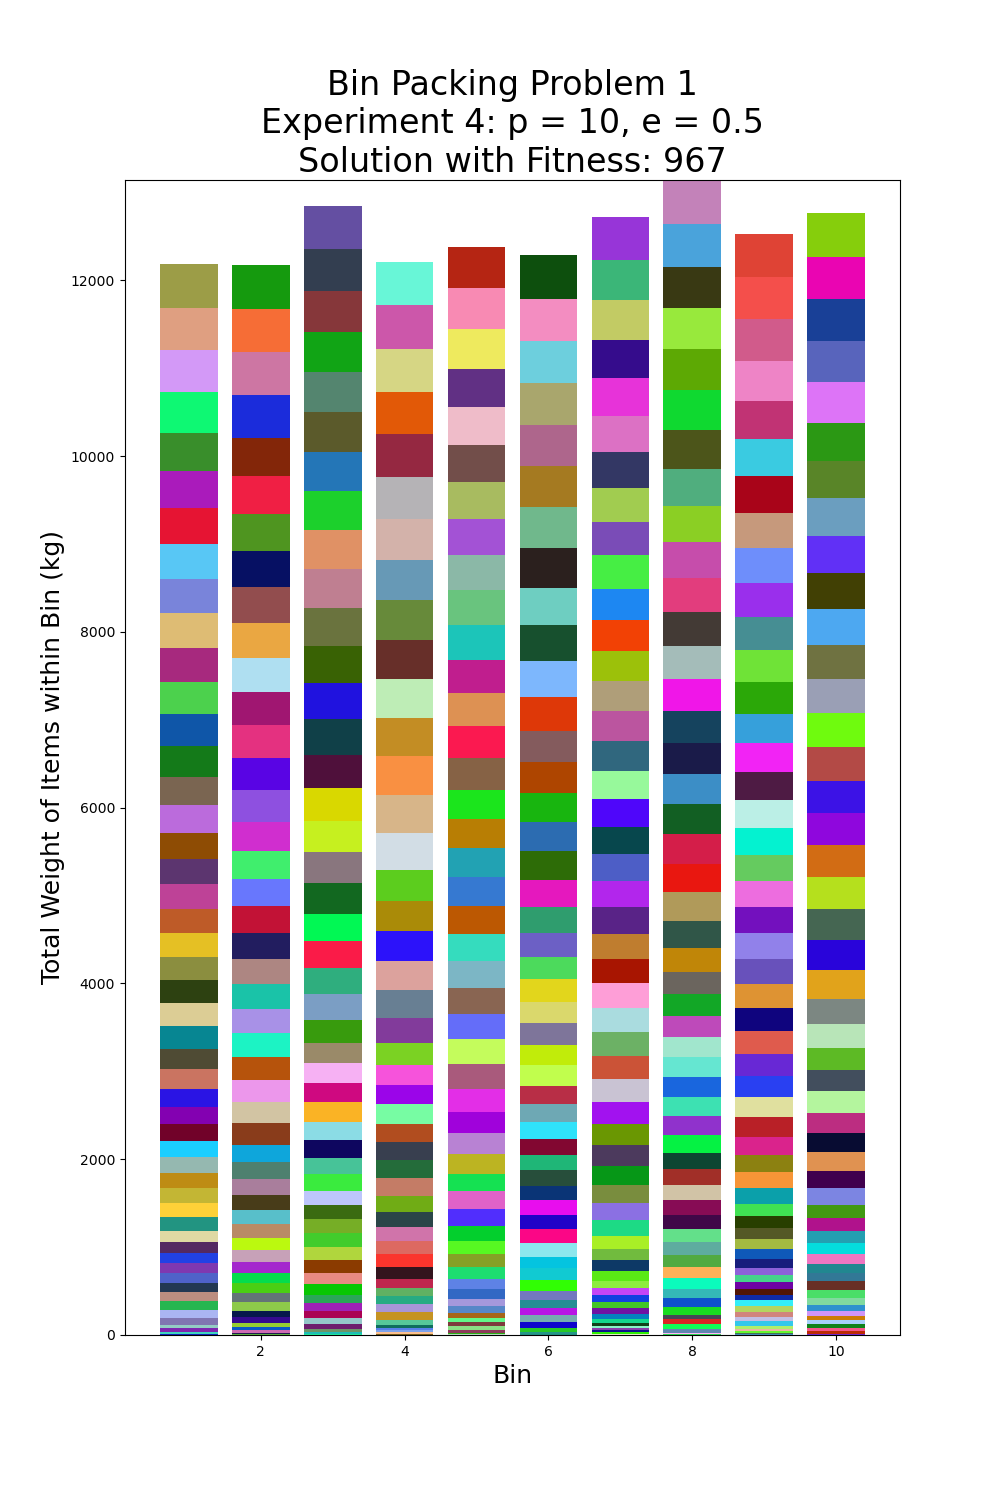 Bin Packing Problem 1
Experiment 4: p = 10, e = 0.5
Solution with Fitness: 967
Total Weight of Items within Bin (kg)
12000
10000
8000
6000
4000
2000
0
2 4 6 8 10
Bin